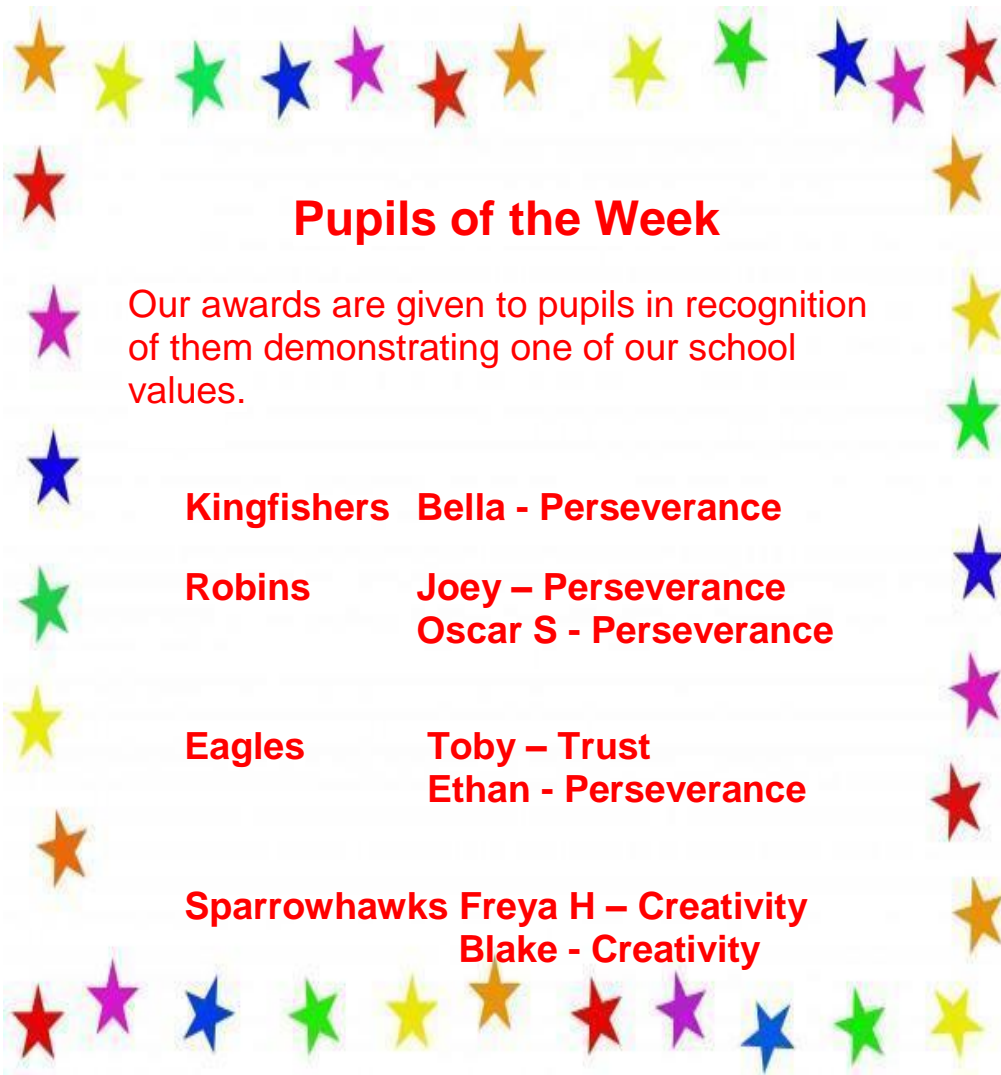 Pupils of the Week
Our awards are given to pupils in recognition
of them demonstrating one of our school
values.
Kingfishers Bella - Perseverance
Robins Joey – Perseverance
Oscar S - Perseverance
Eagles Toby – Trust
Ethan - Perseverance
Sparrowhawks Freya H – Creativity
Blake - Creativity